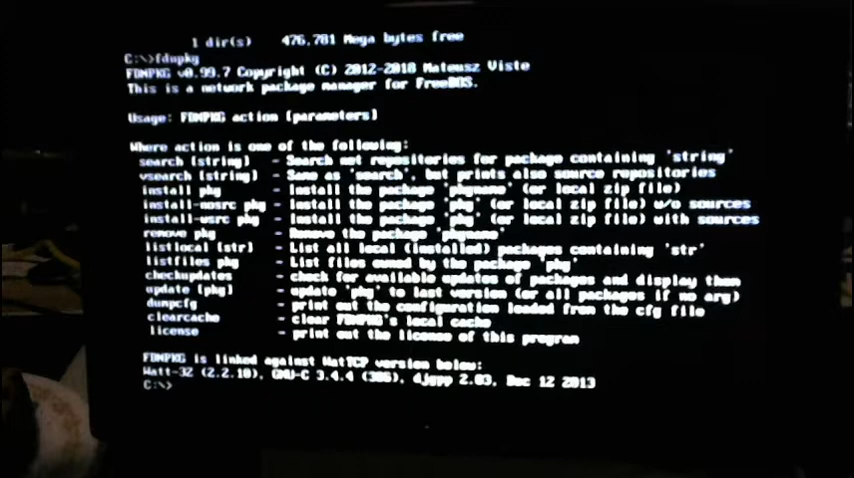 1 dir(s) 476,781 Mega bytes free
C:\>fdnpkg
FDNPKG v0.99.7 Copyright (C) 2012-2018 Mateusz Viste
This is a network package manager for FreeDOS.
Usage: FDNPKG action [parameters]
Where action is one of the following:
search [string] - Search net repositories for package containing 'string'
vsearch [string] - Same as 'search', but prints also source repositories
install pkg - Install the package 'pkgname' (or local zip file)
install-nosrc pkg - Install the package 'pkg' (or local zip file) w/o sources
install-wsrc pkg - Install the package 'pkg' (or local zip file) with sources
remove pkg - Remove the package 'pkgname'
listlocal [str] - List all local (installed) packages containing 'str'
listfiles pkg - List files owned by the package 'pkg'
checkupdates - check for available updates of packages and display them
update [pkg] - update 'pkg' to last version (or all packages if no arg)
dumpcfg - print out the configuration loaded from the cfg file
clearcache - clear FDNPKG's local cache
license - print out the license of this program
FDNPKG is linked against WatTCP version below:
Watt-32 (2.2.10), GNU-C 3.4.4 (386), djgpp 2.03, Dec 12 2013
C:\>